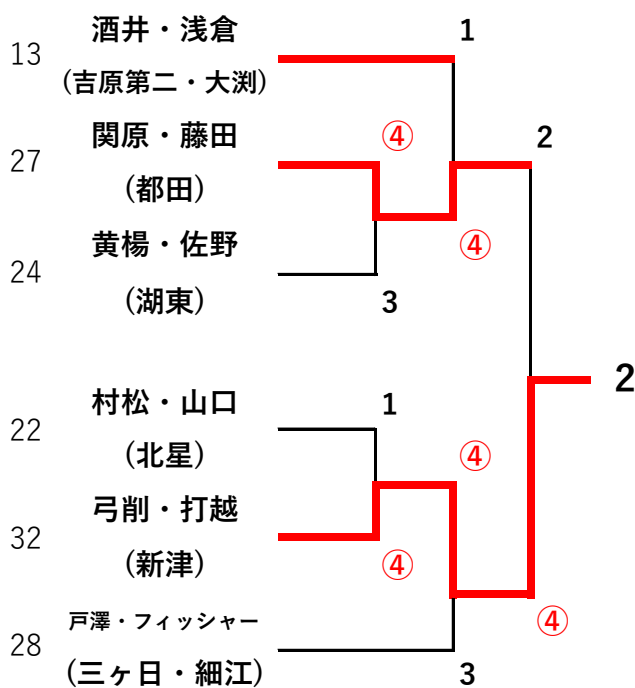 酒井・浅倉
1
13
(吉原第二・大渕)
関原・藤田
④
2
27
(都田)
黄楊・佐野
④
24
(湖東)
3
2
村松・山口
1
22
(北星)
④
弓削・打越
32
(新津)
④
戸澤・フィッシャー
④
28
(三ヶ日・細江)
3